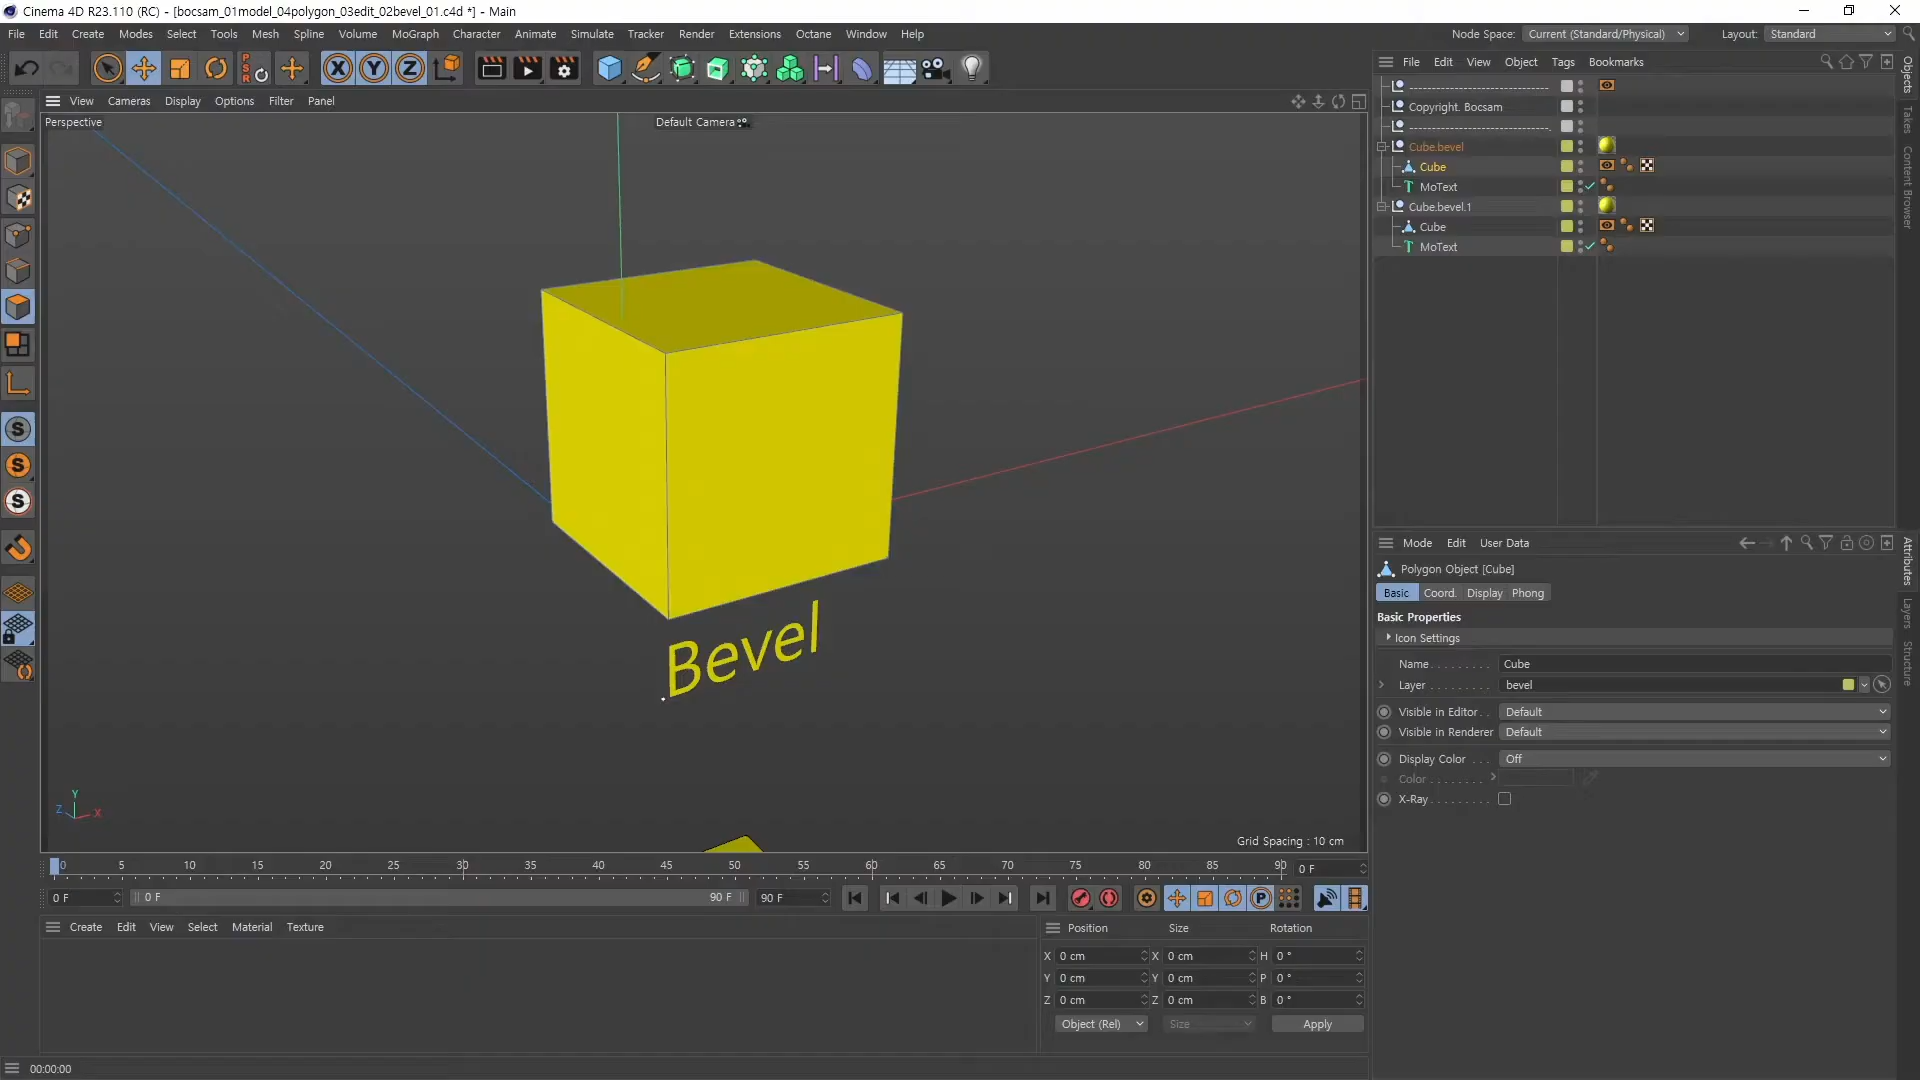 Cinema 4D R23.110 (RC) - [bocsam_01model_04polygon_03edit_02bevel_01.c4d *] - Main
File Edit Create Modes Select Tools Mesh Spline Volume MoGraph Character Animate Simulate Tracker Render Extensions Octane Window Help
Node Space: Current (Standard/Physical) Layout: Standard
PSR X Y Z
File Edit View Object Tags Bookmarks
View Cameras Display Options Filter Panel
Perspective
Default Camera
--------------------------------
Copyright. Bocsam
--------------------------------.
Cube.bevel
Cube
MoText
Cube.bevel.1
Cube
MoText
Objects
Takes
Content Browser
S
S
S
Bevel
Y
Z X
Grid Spacing : 10 cm
Mode Edit User Data
Polygon Object [Cube]
Basic Coord. Display Phong
Basic Properties
Icon Settings
Name Cube
Layer bevel
Visible in Editor Default
Visible in Renderer Default
Display Color Off
Color
X-Ray
Attributes
Layers
Structure
0 5 10 15 20 25 30 35 40 45 50 55 60 65 70 75 80 85 90 0 F
0 F 0 F 90 F 90 F P
Create Edit View Select Material Texture
Position Size Rotation
X 0 cm X 0 cm H 0 °
Y 0 cm Y 0 cm P 0 °
Z 0 cm Z 0 cm B 0 °
Object (Rel) Size Apply
00:00:00